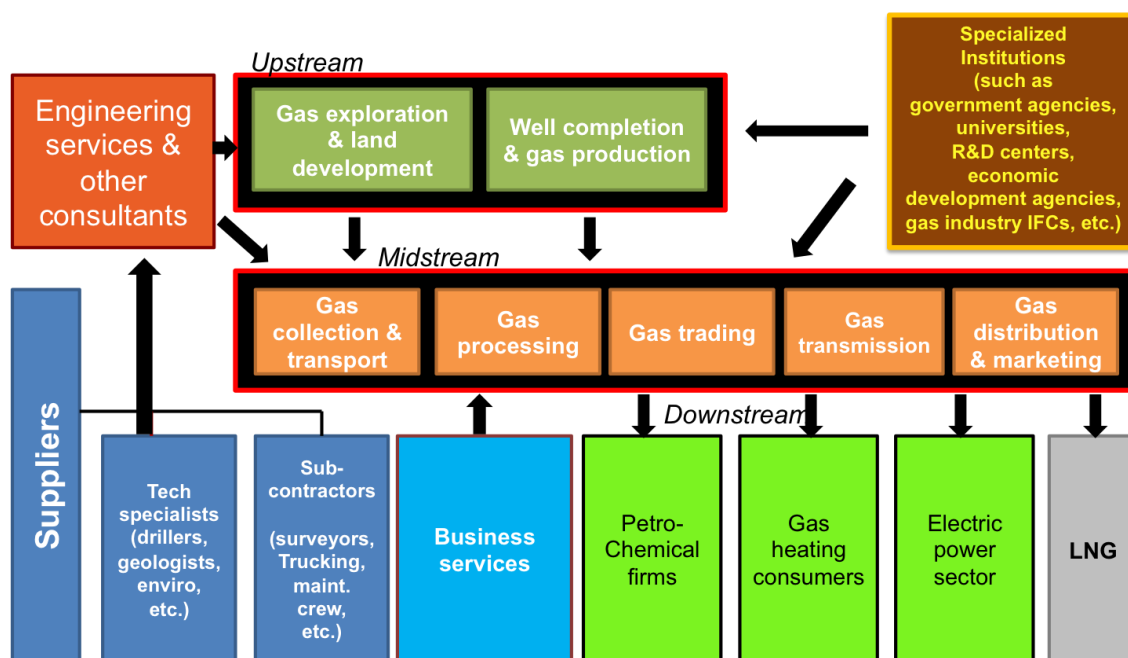 Upstream
Engineering
services &
other
consultants
Gas exploration
& land
development
Well completion
& gas production
Specialized
Institutions
(such as
government agencies,
universities,
R&D centers,
economic
development agencies,
gas industry IFCs, etc.)
Midstream
Gas
collection &
transport
Gas
processing
Gas trading
Gas
transmission
Gas
distribution
& marketing
Downstream
Suppliers
Tech
specialists
(drillers,
geologists,
enviro,
etc.)
Sub-
contractors
(surveyors,
Trucking,
maint.
crew,
etc.)
Business
services
Petro-
Chemical
firms
Gas
heating
consumers
Electric
power
sector
LNG